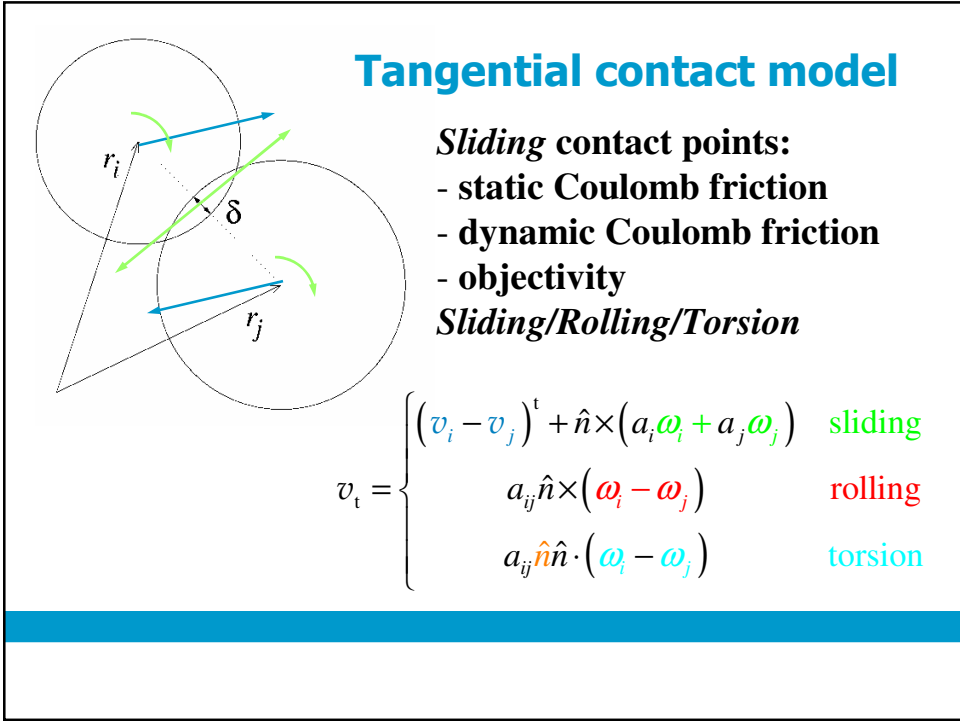 Tangential contact model
r_i
δ
r_j
Sliding contact points:
- static Coulomb friction
- dynamic Coulomb friction
- objectivity
Sliding/Rolling/Torsion
v_t = { (v_i − v_j)^t + n̂ × (a_i ω_i + a_j ω_j) sliding
a_ij n̂ × (ω_i − ω_j) rolling
a_ij n̂ n̂ · (ω_i − ω_j) torsion